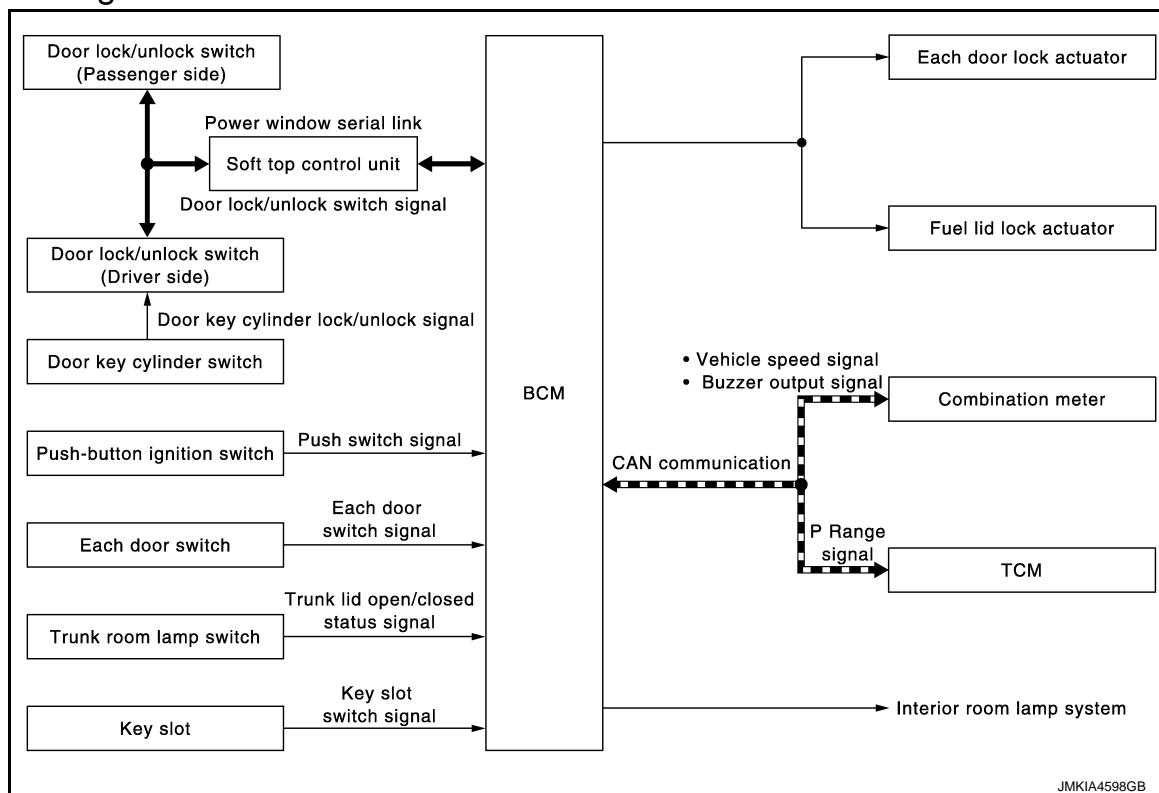 Door lock/unlock switch
(Passenger side)
Power window serial link
Soft top control unit
Door lock/unlock switch signal
Door lock/unlock switch
(Driver side)
Door key cylinder lock/unlock signal
Door key cylinder switch
Push-button ignition switch
Push switch signal
Each door switch
Each door
switch signal
Trunk room lamp switch
Trunk lid open/closed
status signal
Key slot
Key slot
switch signal
BCM
Each door lock actuator
Fuel lid lock actuator
• Vehicle speed signal
• Buzzer output signal
Combination meter
CAN communication
P Range
signal
TCM
Interior room lamp system
JMKIA4598GB